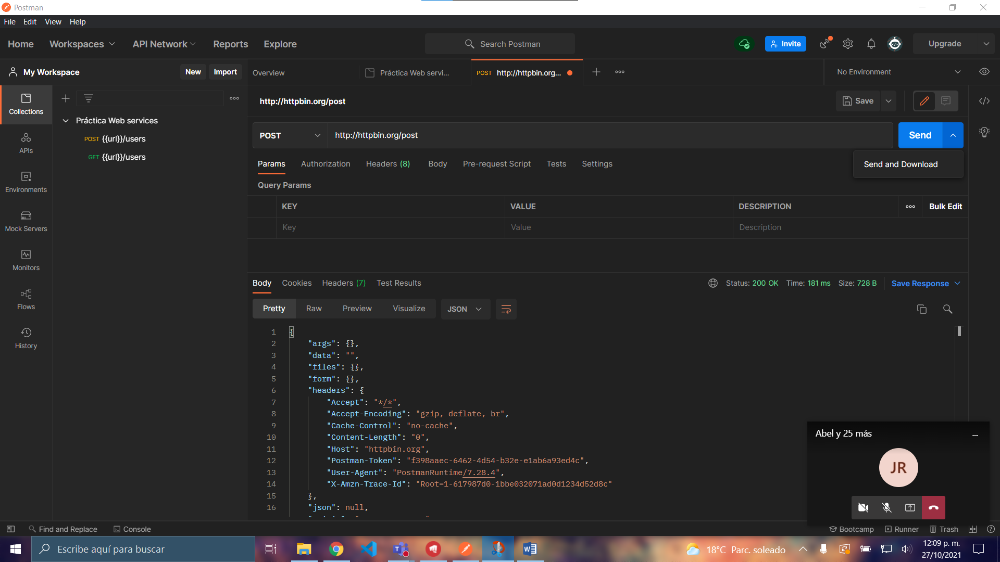 Postman
File Edit View Help
Home Workspaces API Network Reports Explore Search Postman Invite Upgrade
My Workspace New Import Overview Práctica Web servi... POST http://httpbin.org... No Environment
Collections
APIs
Environments
Mock Servers
Monitors
Flows
History
Práctica Web services
POST {{url}}/users
GET {{url}}/users
http://httpbin.org/post Save
POST http://httpbin.org/post Send
Send and Download
Params Authorization Headers (8) Body Pre-request Script Tests Settings
Query Params
KEY VALUE DESCRIPTION Bulk Edit
Key Value Description
Body Cookies Headers (7) Test Results Status: 200 OK Time: 181 ms Size: 728 B Save Response
Pretty Raw Preview Visualize JSON
1 {
2 "args": {},
3 "data": "",
4 "files": {},
5 "form": {},
6 "headers": {
7 "Accept": "*/*",
8 "Accept-Encoding": "gzip, deflate, br",
9 "Cache-Control": "no-cache",
10 "Content-Length": "0",
11 "Host": "httpbin.org",
12 "Postman-Token": "f398aaec-6462-4d54-b32e-e1ab6a93ed4c",
13 "User-Agent": "PostmanRuntime/7.28.4",
14 "X-Amzn-Trace-Id": "Root=1-617987d0-1bbe032071ad0d1234d52d8c"
15 },
16 "json": null,
Abel y 25 más
JR
Find and Replace Console Bootcamp Runner Trash
Escribe aquí para buscar 18°C Parc. soleado 12:09 p. m.
27/10/2021